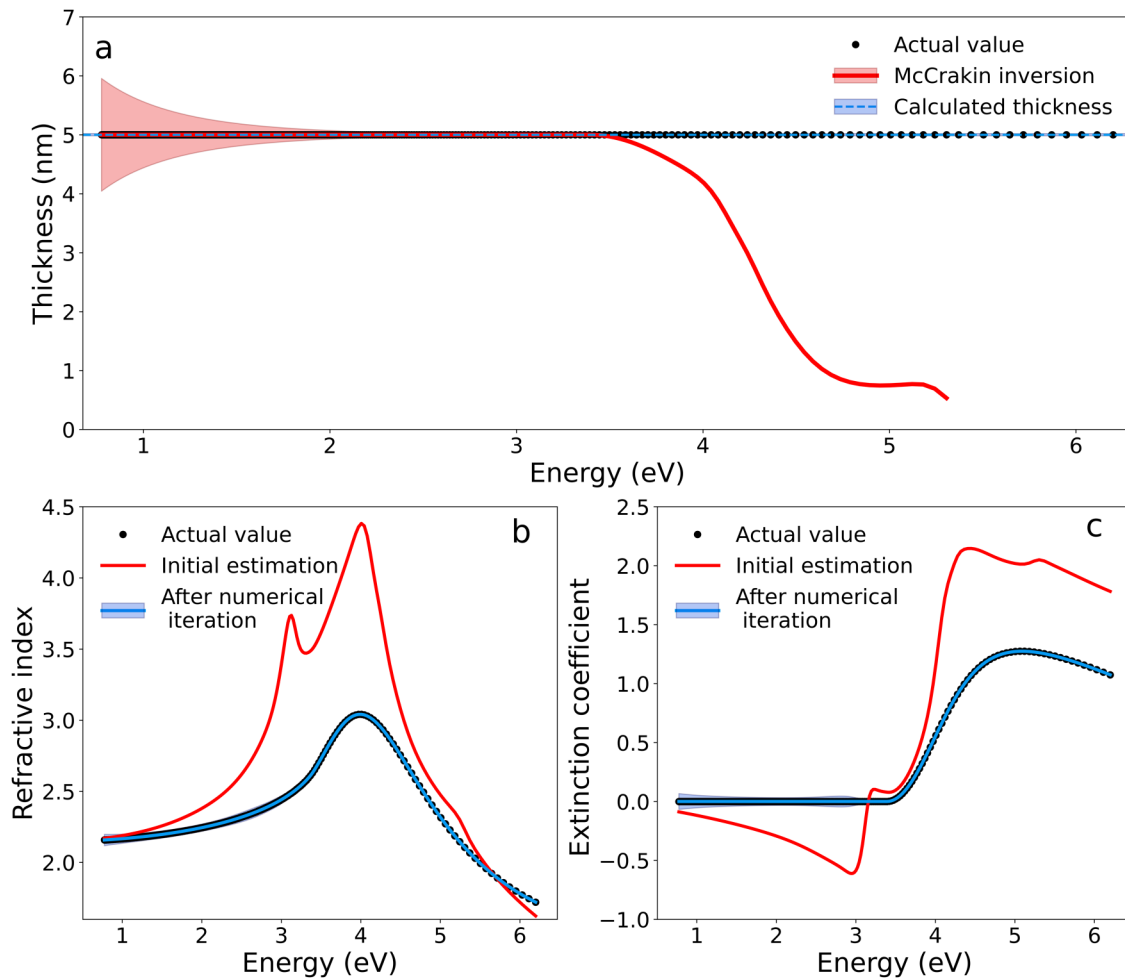 a
Actual value
McCrakin inversion
Calculated thickness
7
6
5
4
3
2
1
0
Thickness (nm)
1 2 3 4 5 6
Energy (eV)
b
Actual value
Initial estimation
After numerical
iteration
4.5
4.0
3.5
3.0
2.5
2.0
Refractive index
1 2 3 4 5 6
Energy (eV)
c
Actual value
Initial estimation
After numerical
iteration
2.5
2.0
1.5
1.0
0.5
0.0
−0.5
−1.0
Extinction coefficient
1 2 3 4 5 6
Energy (eV)